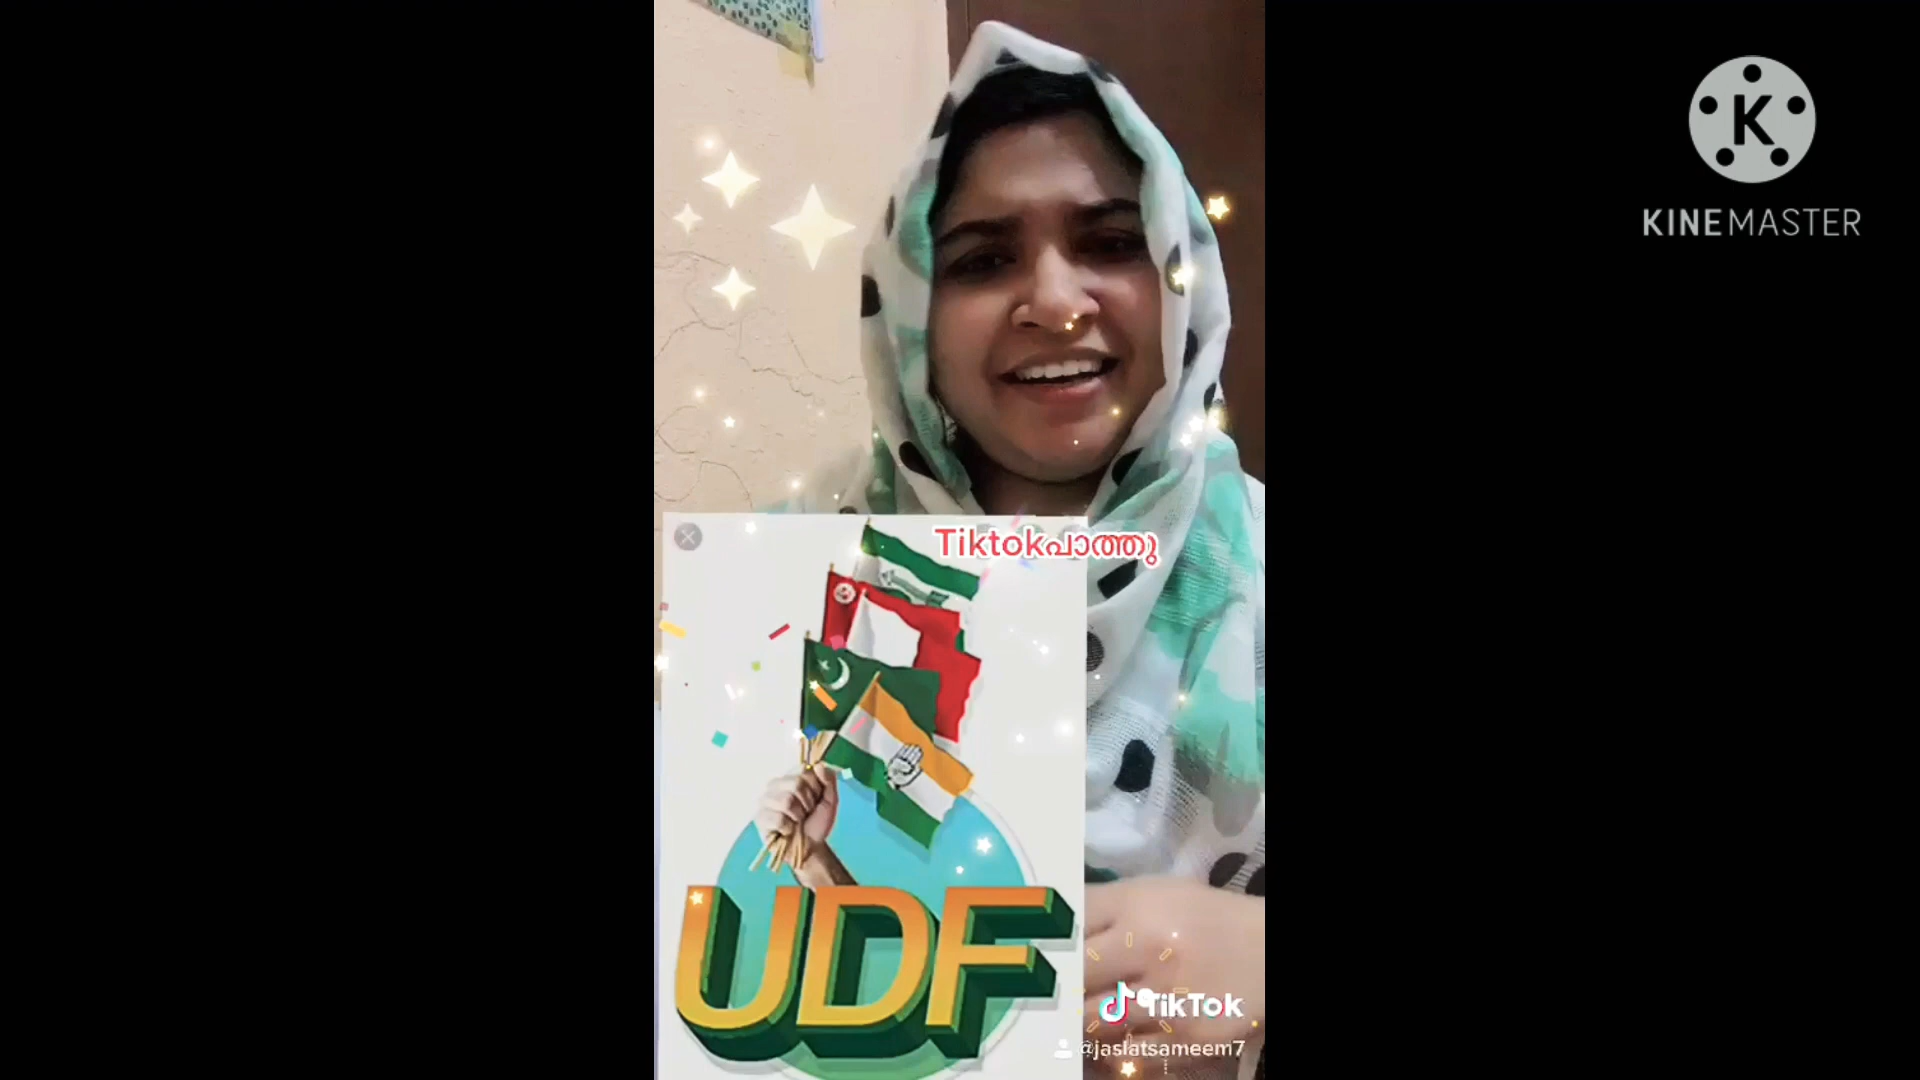 K
KINEMASTER
Tiktokപാത്തു
UDF
TikTok
@jaslatsameem7